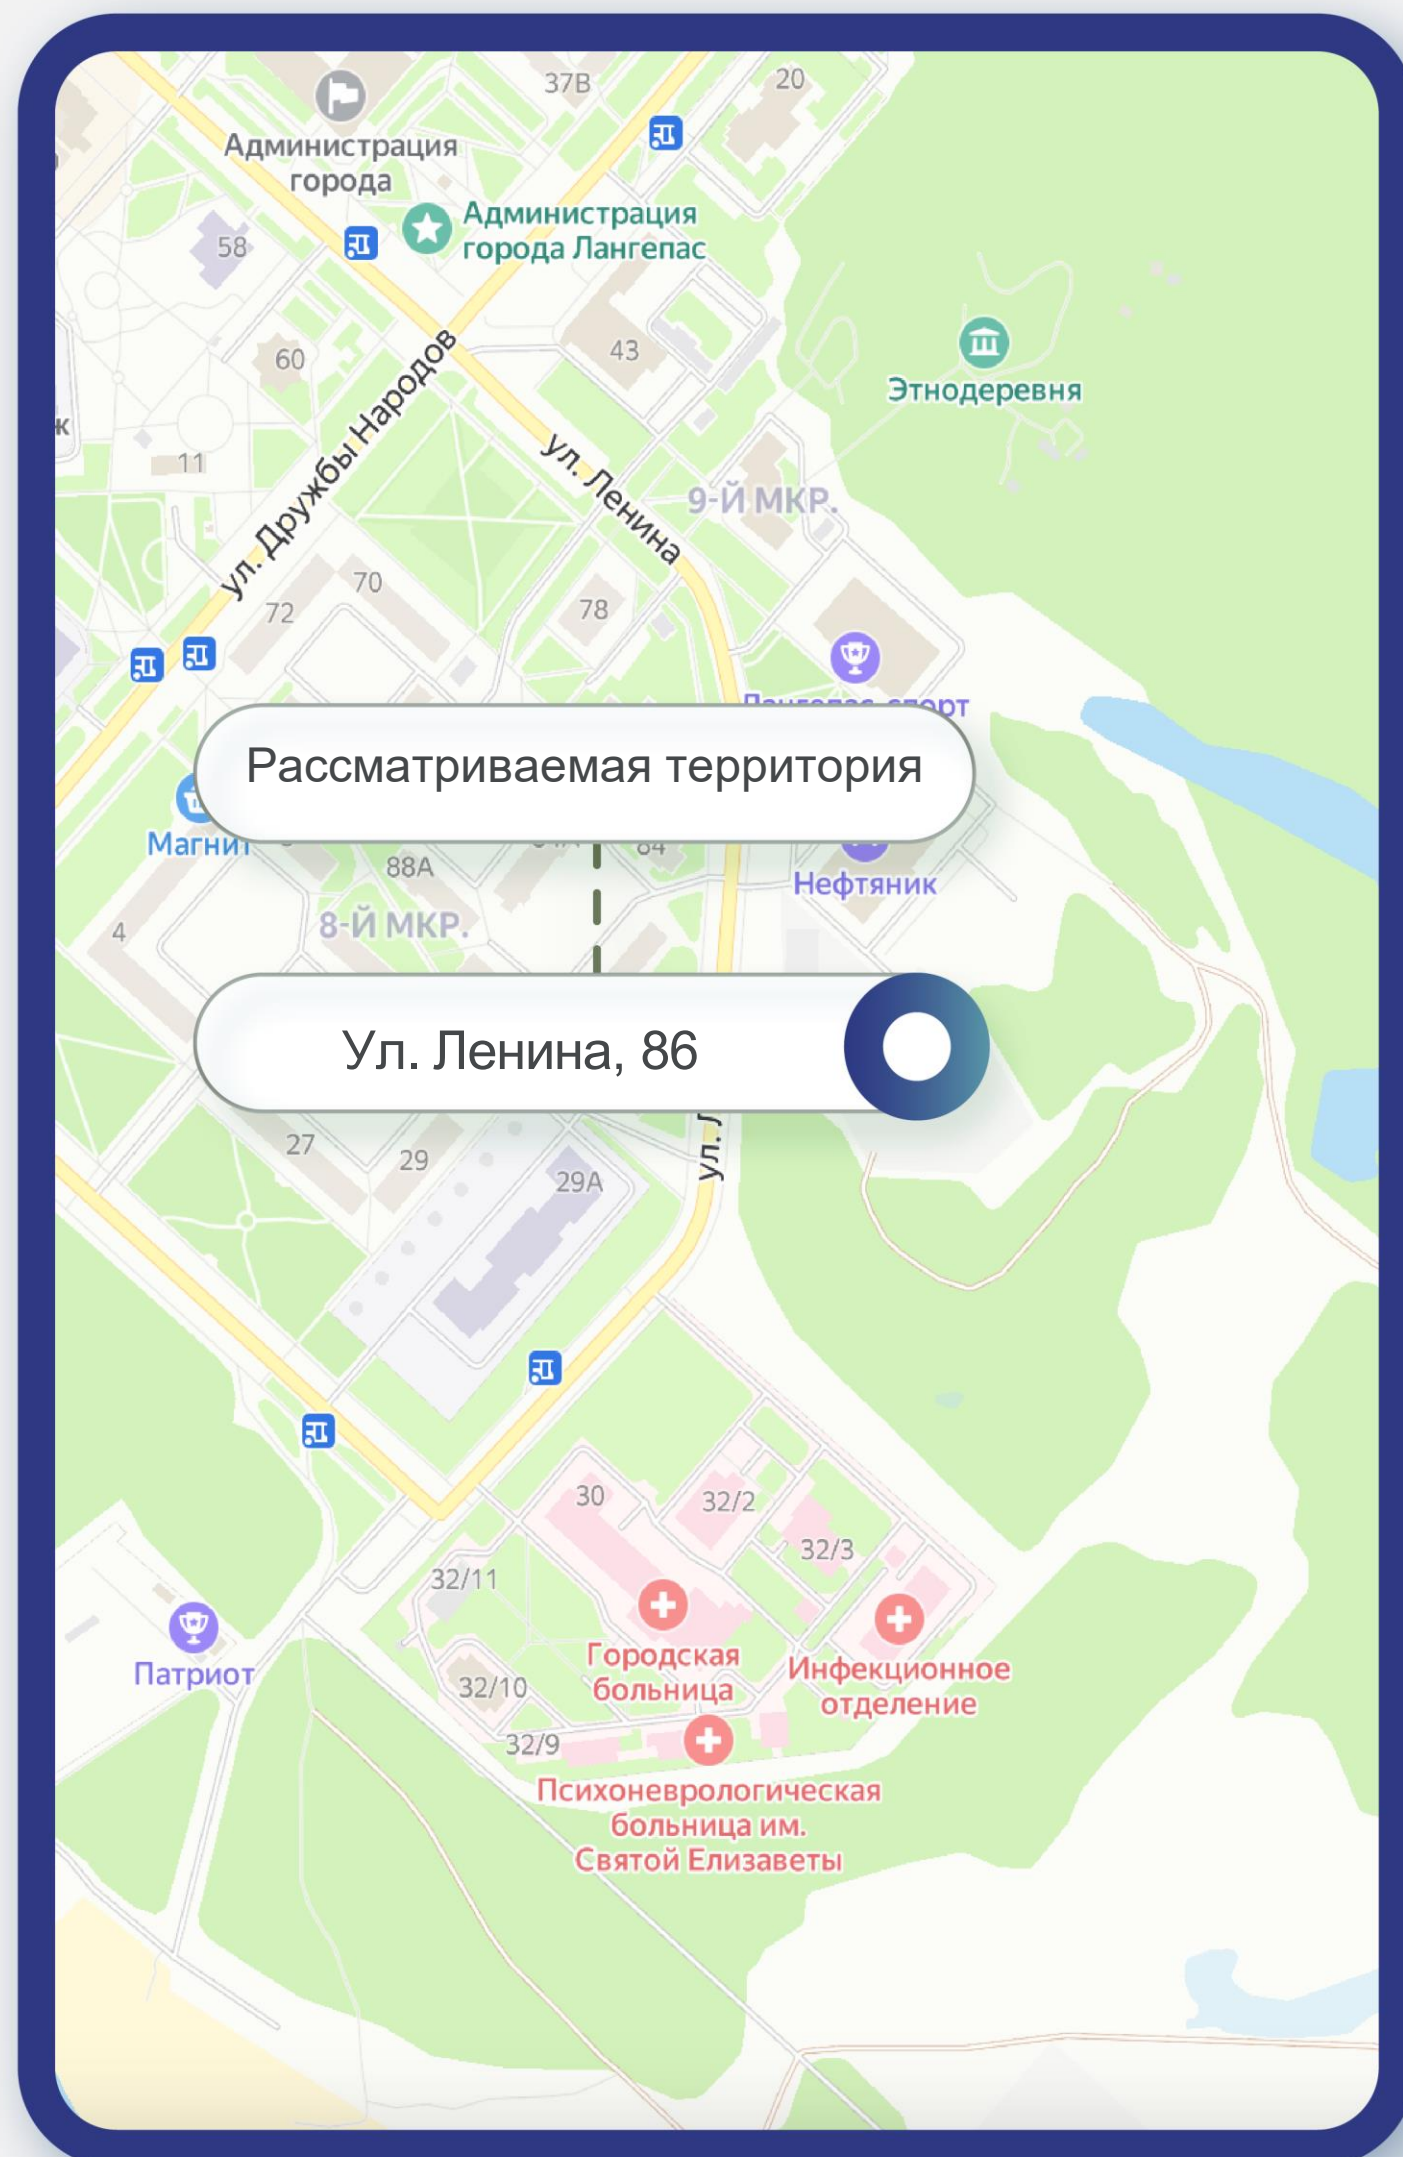 37В
20
Администрация
города
Администрация
города Лангепас
58
43
60
Этнодеревня
ул. Дружбы Народов
ул. Ленина
11
9-Й МКР.
70
72
78
Рассматриваемая территория
Магнит
88А
84
Нефтяник
4
8-Й МКР.
Ул. Ленина, 86
27
29
29А
ул.
30
32/2
32/3
32/11
Городская
больница
Инфекционное
отделение
Патриот
32/10
32/9
Психоневрологическая
больница им.
Святой Елизаветы